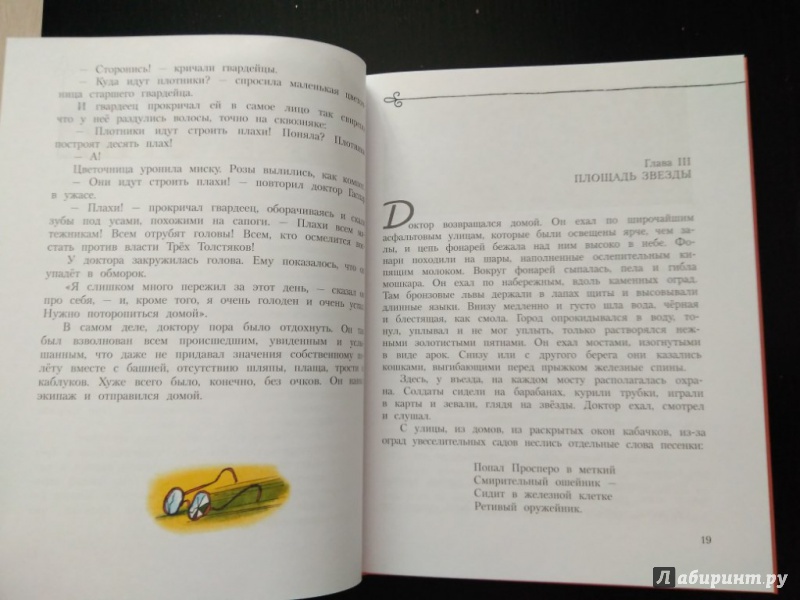 — Сторонись! — кричали гвардейцы.
— Куда идут плотники? — спросила маленькая
ница старшего гвардейца.
И гвардеец прокричал ей в самое лицо так
что у неё раздулись волосы, точно на сквозняке:
— Плотники идут строить плахи! Поняла? Плотники
построят десять плах!
— А!
Цветочница уронила миску. Розы вылились, как
— Они идут строить плахи! — повторил доктор
в ужасе.
— Плахи! — прокричал гвардеец, оборачиваясь и
зубы под усами, похожими на сапоги. — Плахи всем
тежникам! Всем отрубят головы! Всем, кто осмелится
стать против власти Трёх Толстяков!
У доктора закружилась голова. Ему показалось, что
упадёт в обморок.
«Я слишком много пережил за этот день, — сказал
про себя, — и, кроме того, я очень голоден и очень
Нужно поторопиться домой».
В самом деле, доктору пора было отдохнуть. Он
был взволнован всем происшедшим, увиденным и
шанным, что даже не придавал значения собственному
лёту вместе с башней, отсутствию шляпы, плаща, трости
каблуков. Хуже всего было, конечно, без очков. Он
экипаж и отправился домой.
Глава III
ПЛОЩАДЬ ЗВЕЗДЫ
Доктор возвращался домой. Он ехал по широчайшим
асфальтовым улицам, которые были освещены ярче, чем за-
лы, и цепь фонарей бежала над ним высоко в небе. Фо-
нари походили на шары, наполненные ослепительным ки-
пящим молоком. Вокруг фонарей сыпалась, пела и гибла
мошкара. Он ехал по набережным, вдоль каменных оград.
Там бронзовые львы держали в лапах щиты и высовывали
длинные языки. Внизу медленно и густо шла вода, чёрная
и блестящая, как смола. Город опрокидывался в воду, то-
нул, уплывал и не мог уплыть, только растворялся неж-
ными золотистыми пятнами. Он ехал мостами, изогнутыми
в виде арок. Снизу или с другого берега они казались
кошками, выгибающими перед прыжком железные спины.
Здесь, у въезда, на каждом мосту располагалась охра-
на. Солдаты сидели на барабанах, курили трубки, играли
в карты и зевали, глядя на звёзды. Доктор ехал, смотрел
и слушал.
С улицы, из домов, из раскрытых окон кабачков, из-за
оград увеселительных садов неслись отдельные слова песенки:
Попал Просперо в меткий
Смирительный ошейник —
Сидит в железной клетке
Ретивый оружейник.
19
Лабиринт.ру